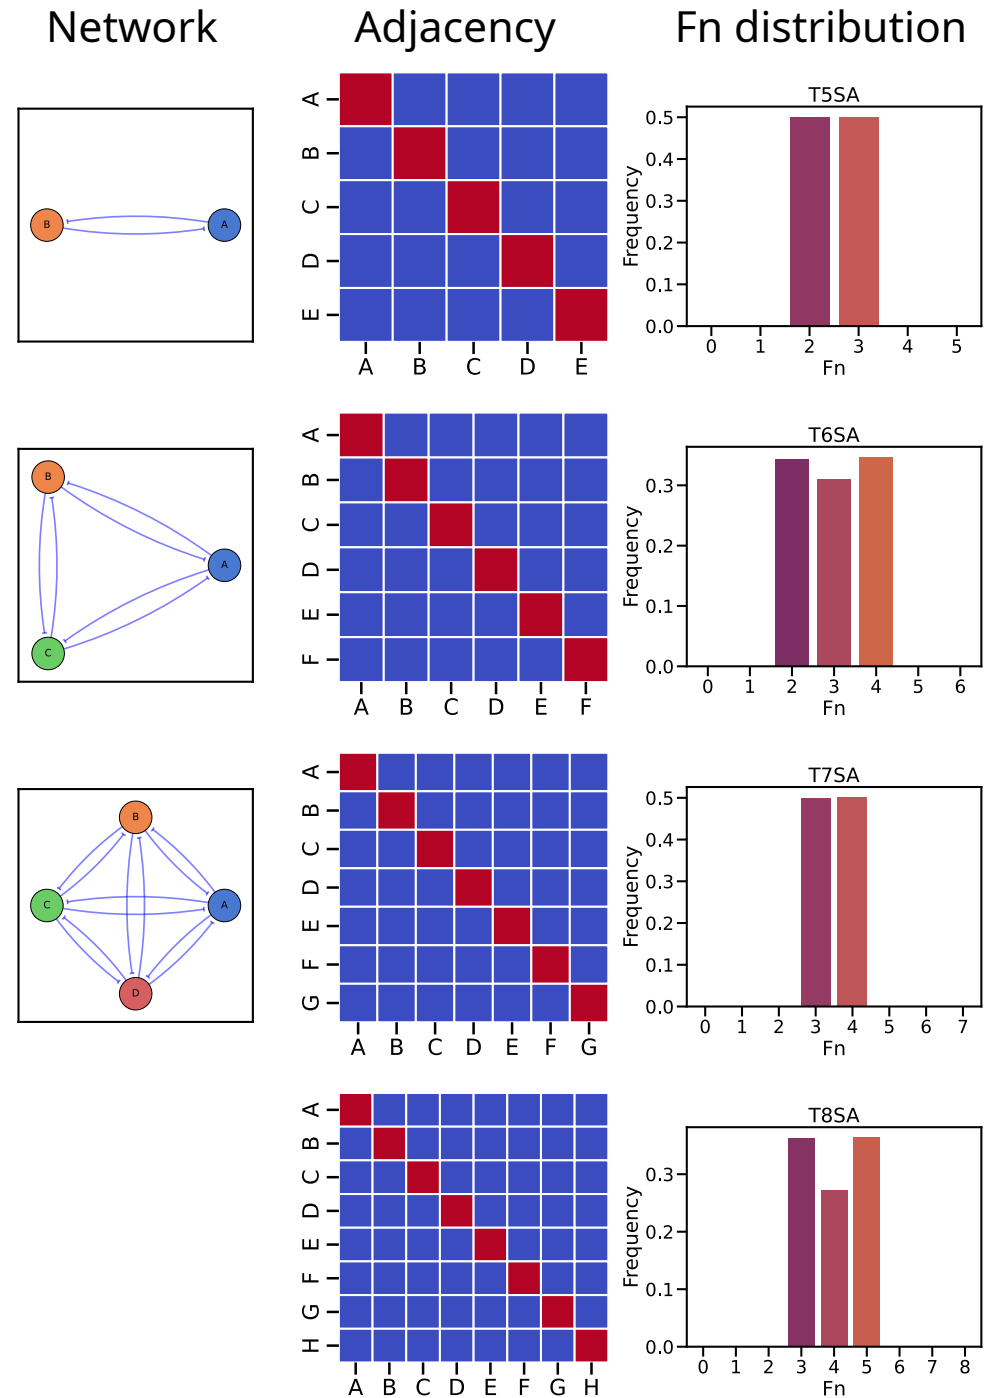 Network Adjacency Fn distribution
B A
A
B
C
D
E
A B C D E
T5SA
Frequency
0.5
0.4
0.3
0.2
0.1
0.0
0 1 2 3 4 5
Fn
B
A
C
A
B
C
D
E
F
A B C D E F
T6SA
Frequency
0.3
0.2
0.1
0.0
0 1 2 3 4 5 6
Fn
B
C A
D
A
B
C
D
E
F
G
A B C D E F G
T7SA
Frequency
0.5
0.4
0.3
0.2
0.1
0.0
0 1 2 3 4 5 6 7
Fn
A
B
C
D
E
F
G
H
A B C D E F G H
T8SA
Frequency
0.3
0.2
0.1
0.0
0 1 2 3 4 5 6 7 8
Fn